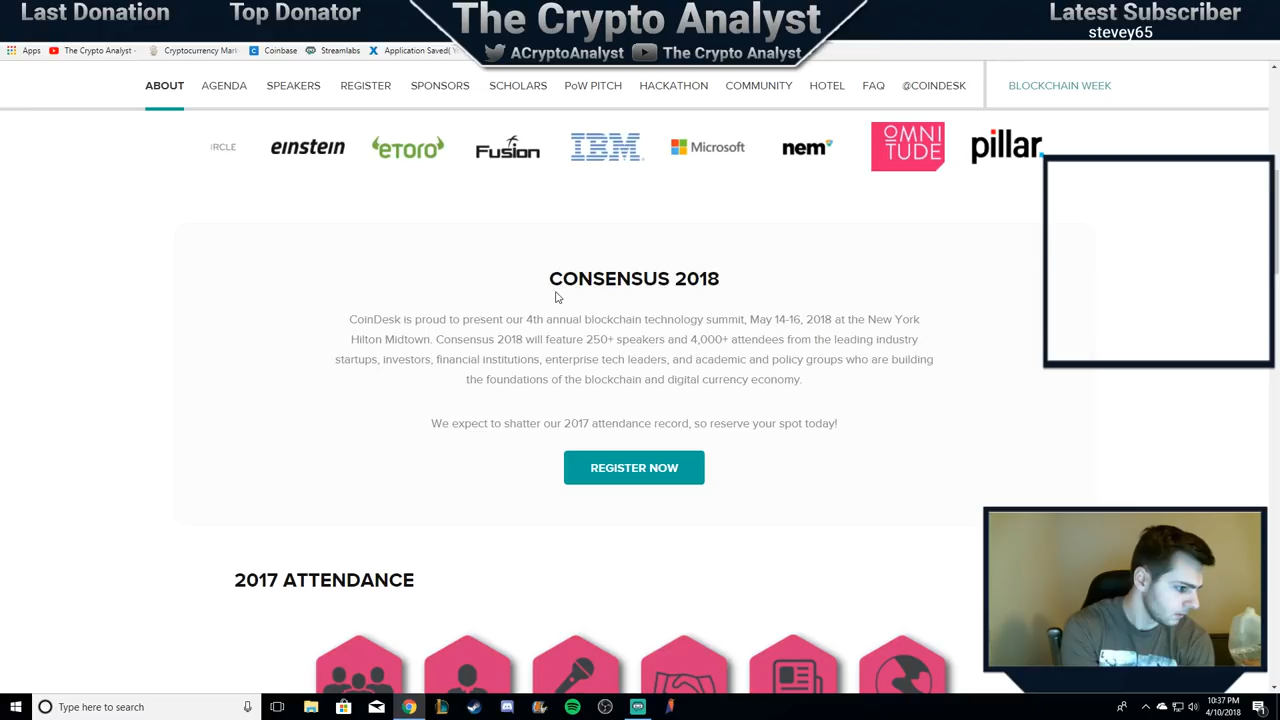 Last Donation
Top Donator
The Crypto Analyst
Latest Subscriber
stevey65
ACryptoAnalyst
The Crypto Analyst
Apps
The Crypto Analyst -
Cryptocurrency Mark
Coinbase
Streamlabs
Application Saved(
ABOUT
AGENDA
SPEAKERS
REGISTER
SPONSORS
SCHOLARS
PoW PITCH
HACKATHON
COMMUNITY
HOTEL
FAQ
@COINDESK
BLOCKCHAIN WEEK
RCLE
einstein
etoro
Fusion
IBM
Microsoft
nem
OMNI
TUDE
pillar.
CONSENSUS 2018
CoinDesk is proud to present our 4th annual blockchain technology summit, May 14-16, 2018 at the New York
Hilton Midtown. Consensus 2018 will feature 250+ speakers and 4,000+ attendees from the leading industry
startups, investors, financial institutions, enterprise tech leaders, and academic and policy groups who are building
the foundations of the blockchain and digital currency economy.
We expect to shatter our 2017 attendance record, so reserve your spot today!
REGISTER NOW
2017 ATTENDANCE
Type here to search
10:37 PM
4/10/2018